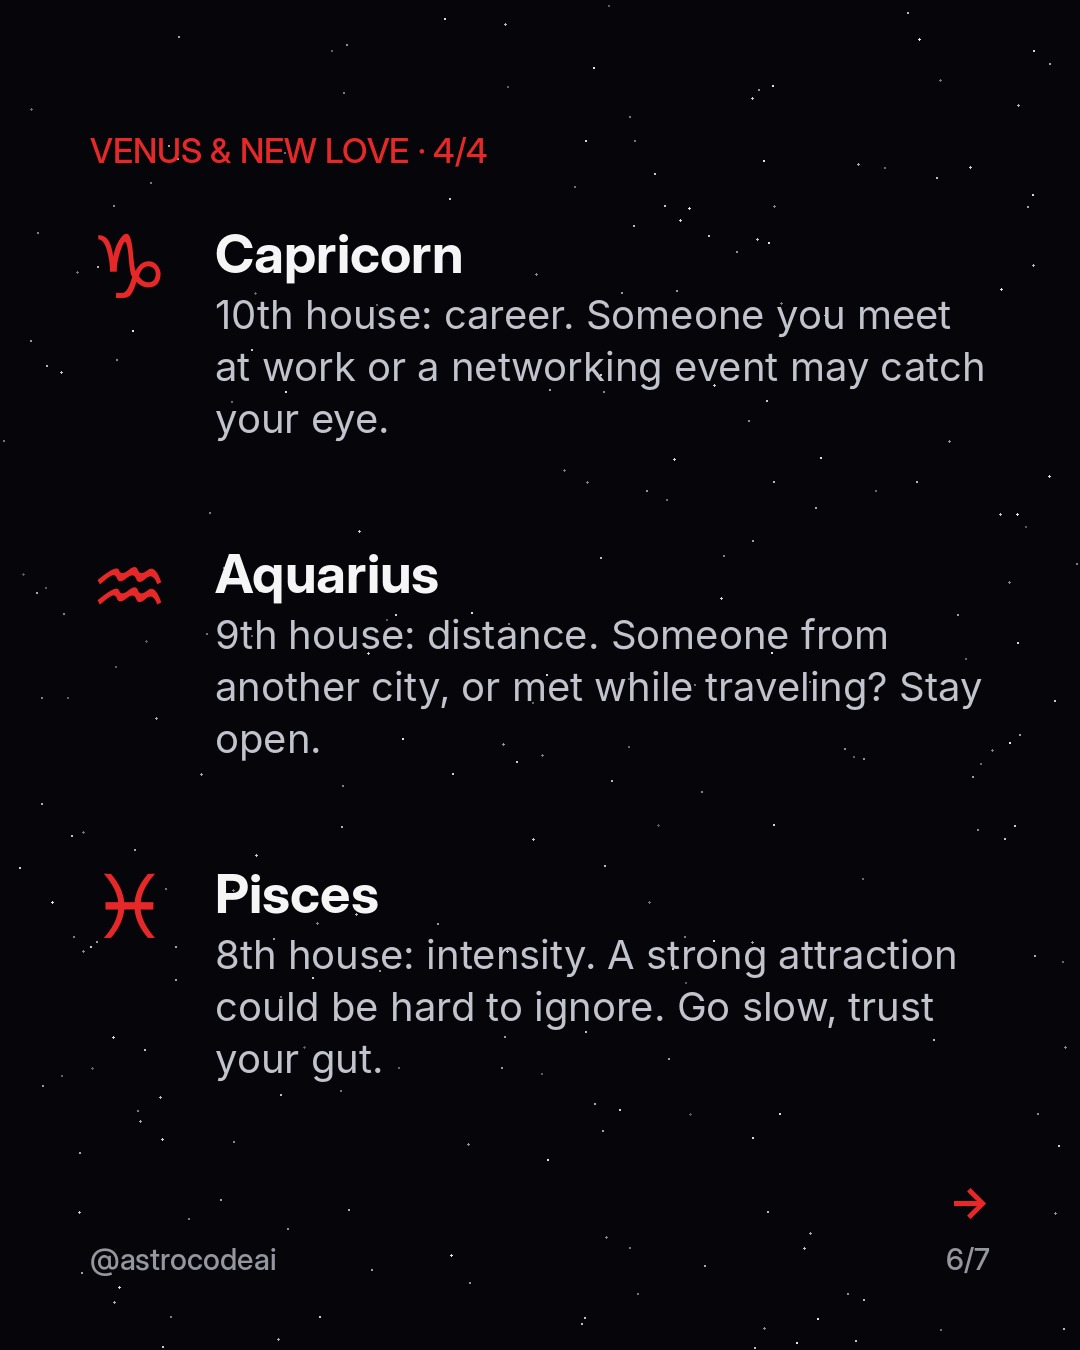 VENUS & NEW LOVE · 4/4
♑ Capricorn
10th house: career. Someone you meet
at work or a networking event may catch
your eye.
♒ Aquarius
9th house: distance. Someone from
another city, or met while traveling? Stay
open.
♓ Pisces
8th house: intensity. A strong attraction
could be hard to ignore. Go slow, trust
your gut.
→
@astrocodeai
6/7